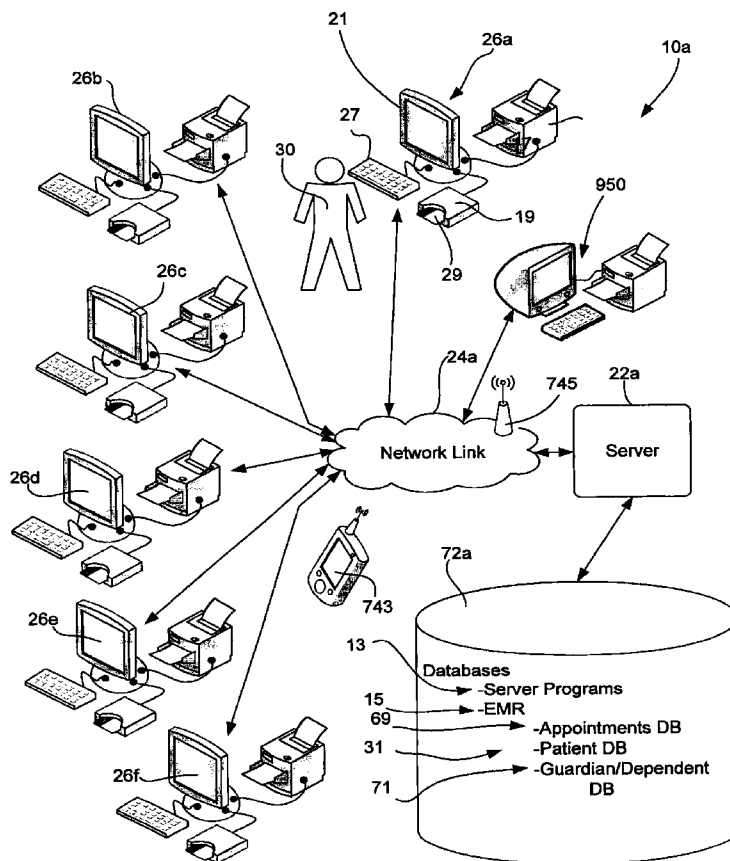 21
26a
10a
26b
27
30
17
19
29
950
26c
24a
745
22a
Network Link
Server
26d
743
72a
26e
13
Databases
-Server Programs
15
-EMR
69
-Appointments DB
31
-Patient DB
26f
71
-Guardian/Dependent
DB